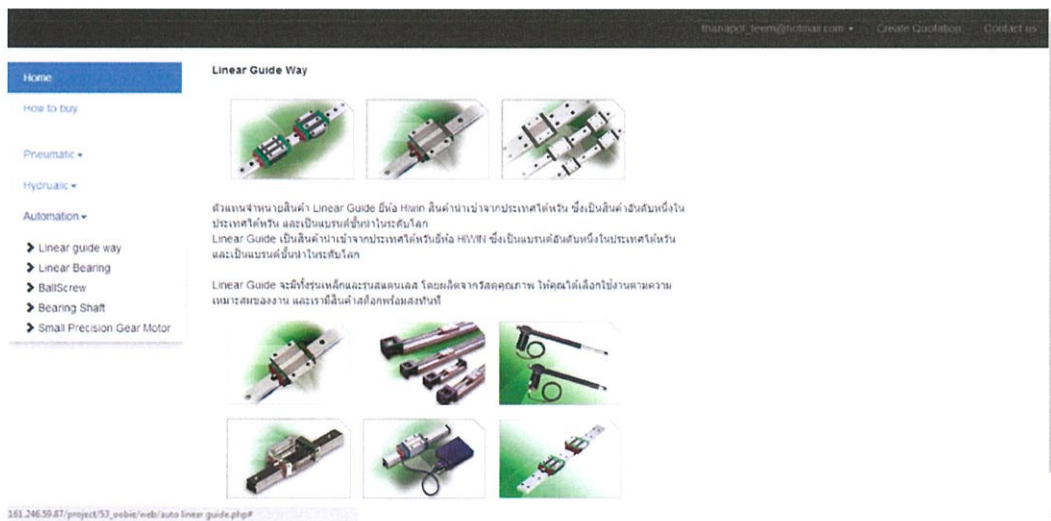 thanapol_teem@hotmail.com
Create Quotation
Contact us
Home
How to buy
Pneumatic
Hydrualic
Automation
Linear guide way
Linear Bearing
BallScrew
Bearing Shaft
Small Precision Gear Motor
Linear Guide Way
ตัวแทนจำหน่ายสินค้า Linear Guide ยี่ห้อ Hiwin สินค้านำเข้าจากประเทศไต้หวัน ซึ่งเป็นสินค้าอันดับหนึ่งใน
ประเทศไต้หวัน และเป็นแบรนด์ชั้นนำในระดับโลก
Linear Guide เป็นสินค้านำเข้าจากประเทศไต้หวันยี่ห้อ HIWIN ซึ่งเป็นแบรนด์อันดับหนึ่งในประเทศไต้หวัน
และเป็นแบรนด์ชั้นนำในระดับโลก
Linear Guide จะมีทั้งรุ่นเหล็กและรุ่นสแตนเลส โดยผลิตจากวัสดุคุณภาพ ให้คุณได้เลือกใช้งานตามความ
เหมาะสมของงาน และเรามีสินค้าสต็อกพร้อมส่งทันที
161.246.59.87/project/53_oobie/web/auto linear guide.php#